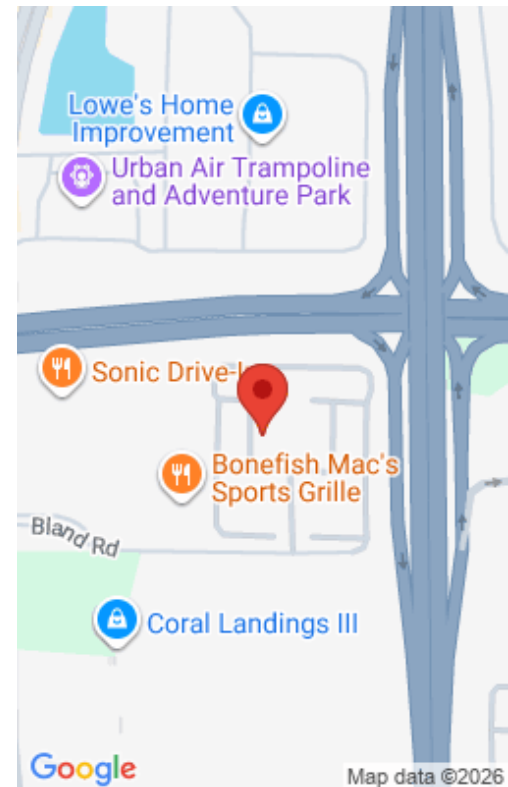 Lowe's Home
Improvement
Urban Air Trampoline
and Adventure Park
Sonic Drive-I
Bonefish Mac's
Sports Grille
Bland Rd
Coral Landings III
Google
Map data ©2026